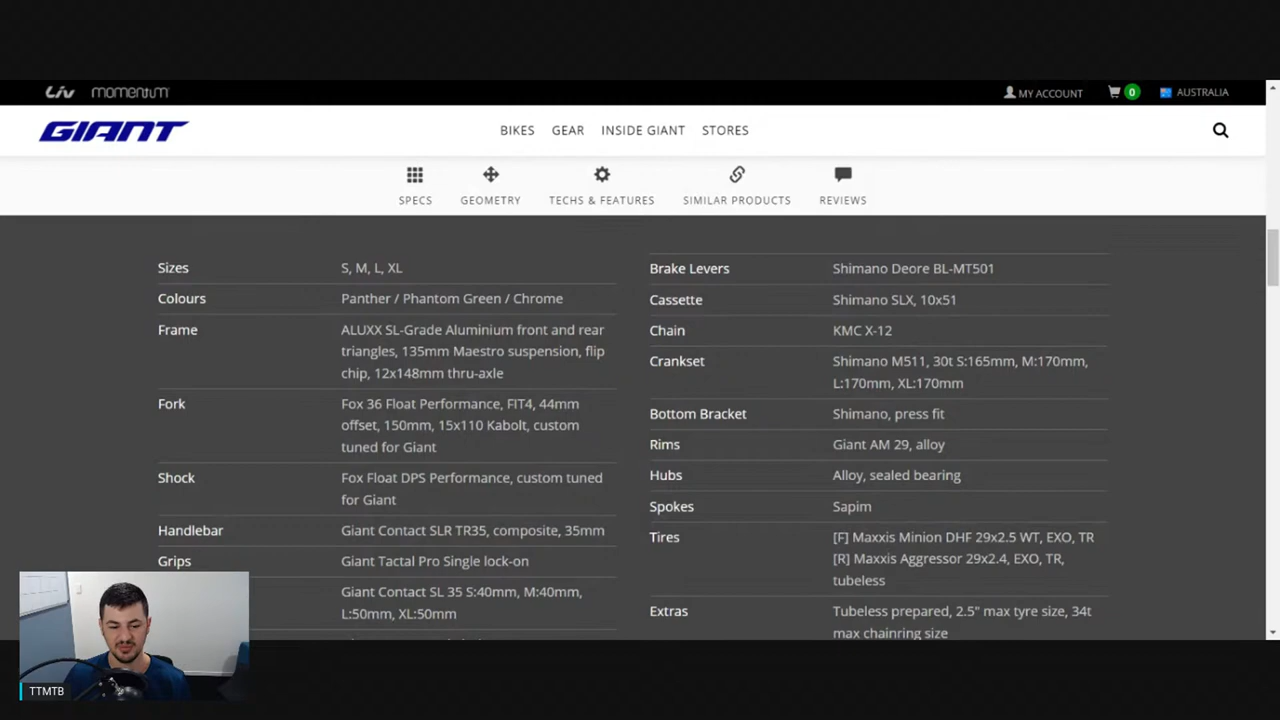 Liv momentum
MY ACCOUNT 0 AUSTRALIA
GIANT
BIKES GEAR INSIDE GIANT STORES
SPECS GEOMETRY TECHS & FEATURES SIMILAR PRODUCTS REVIEWS
Sizes S, M, L, XL
Colours Panther / Phantom Green / Chrome
Frame ALUXX SL-Grade Aluminium front and rear
triangles, 135mm Maestro suspension, flip
chip, 12x148mm thru-axle
Fork Fox 36 Float Performance, FIT4, 44mm
offset, 150mm, 15x110 Kabolt, custom
tuned for Giant
Shock Fox Float DPS Performance, custom tuned
for Giant
Handlebar Giant Contact SLR TR35, composite, 35mm
Grips Giant Tactal Pro Single lock-on
Giant Contact SL 35 S:40mm, M:40mm,
L:50mm, XL:50mm
Brake Levers Shimano Deore BL-MT501
Cassette Shimano SLX, 10x51
Chain KMC X-12
Crankset Shimano M511, 30t S:165mm, M:170mm,
L:170mm, XL:170mm
Bottom Bracket Shimano, press fit
Rims Giant AM 29, alloy
Hubs Alloy, sealed bearing
Spokes Sapim
Tires [F] Maxxis Minion DHF 29x2.5 WT, EXO, TR
[R] Maxxis Aggressor 29x2.4, EXO, TR,
tubeless
Extras Tubeless prepared, 2.5" max tyre size, 34t
max chainring size
TTMTB